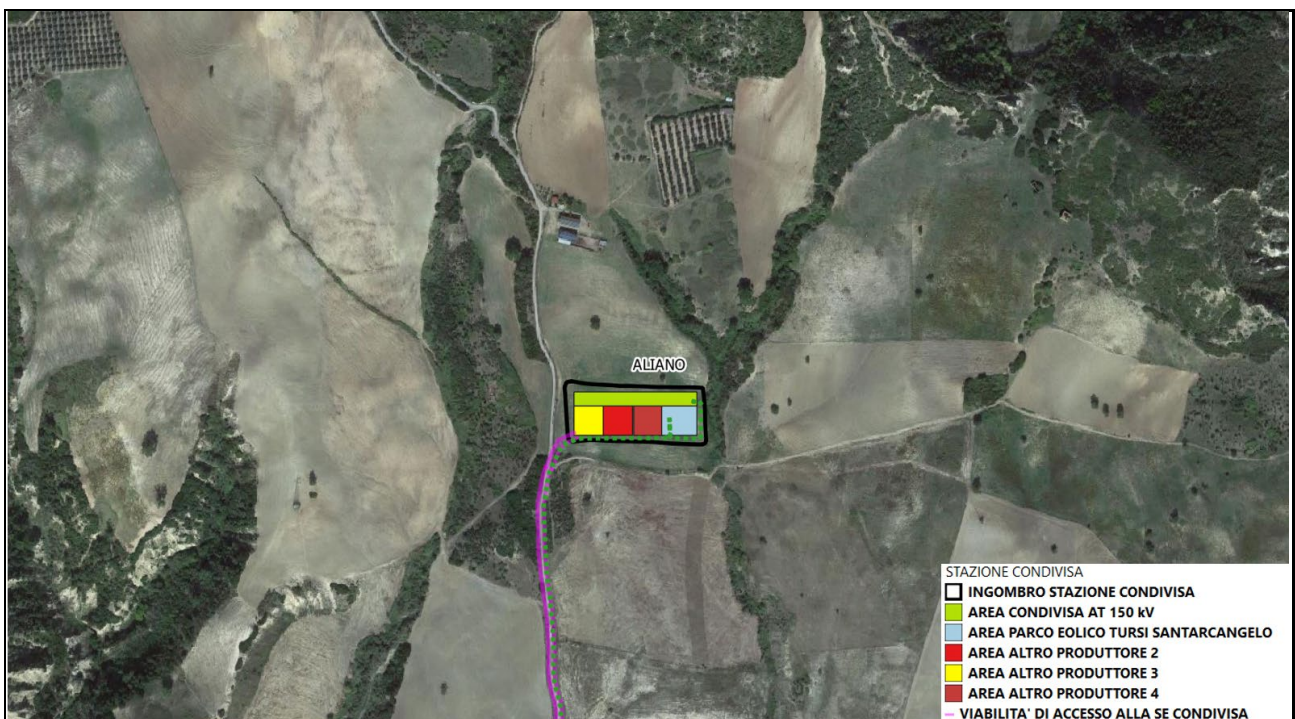 ALIANO
STAZIONE CONDIVISA
INGOMBRO STAZIONE CONDIVISA
AREA CONDIVISA AT 150 kV
AREA PARCO EOLICO TURSI SANTARCANGELO
AREA ALTRO PRODUTTORE 2
AREA ALTRO PRODUTTORE 3
AREA ALTRO PRODUTTORE 4
VIABILITA' DI ACCESSO ALLA SE CONDIVISA